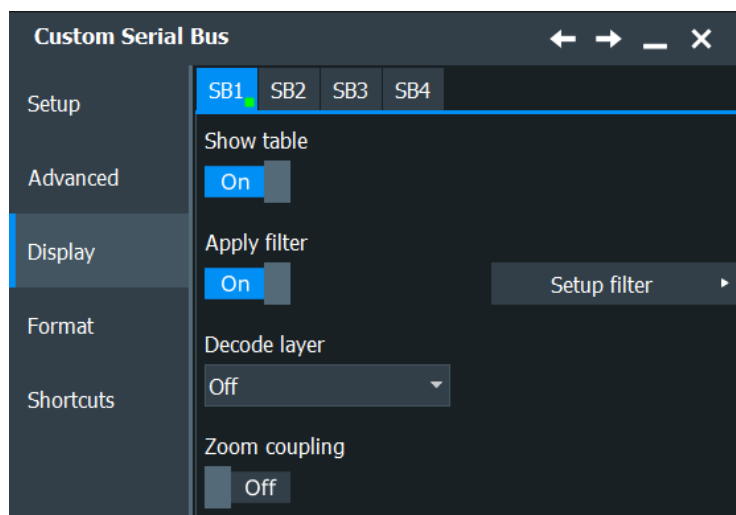 Custom Serial Bus
Setup
Advanced
Display
Format
Shortcuts
SB1 SB2 SB3 SB4
Show table
On
Apply filter
On
Setup filter
Decode layer
Off
Zoom coupling
Off